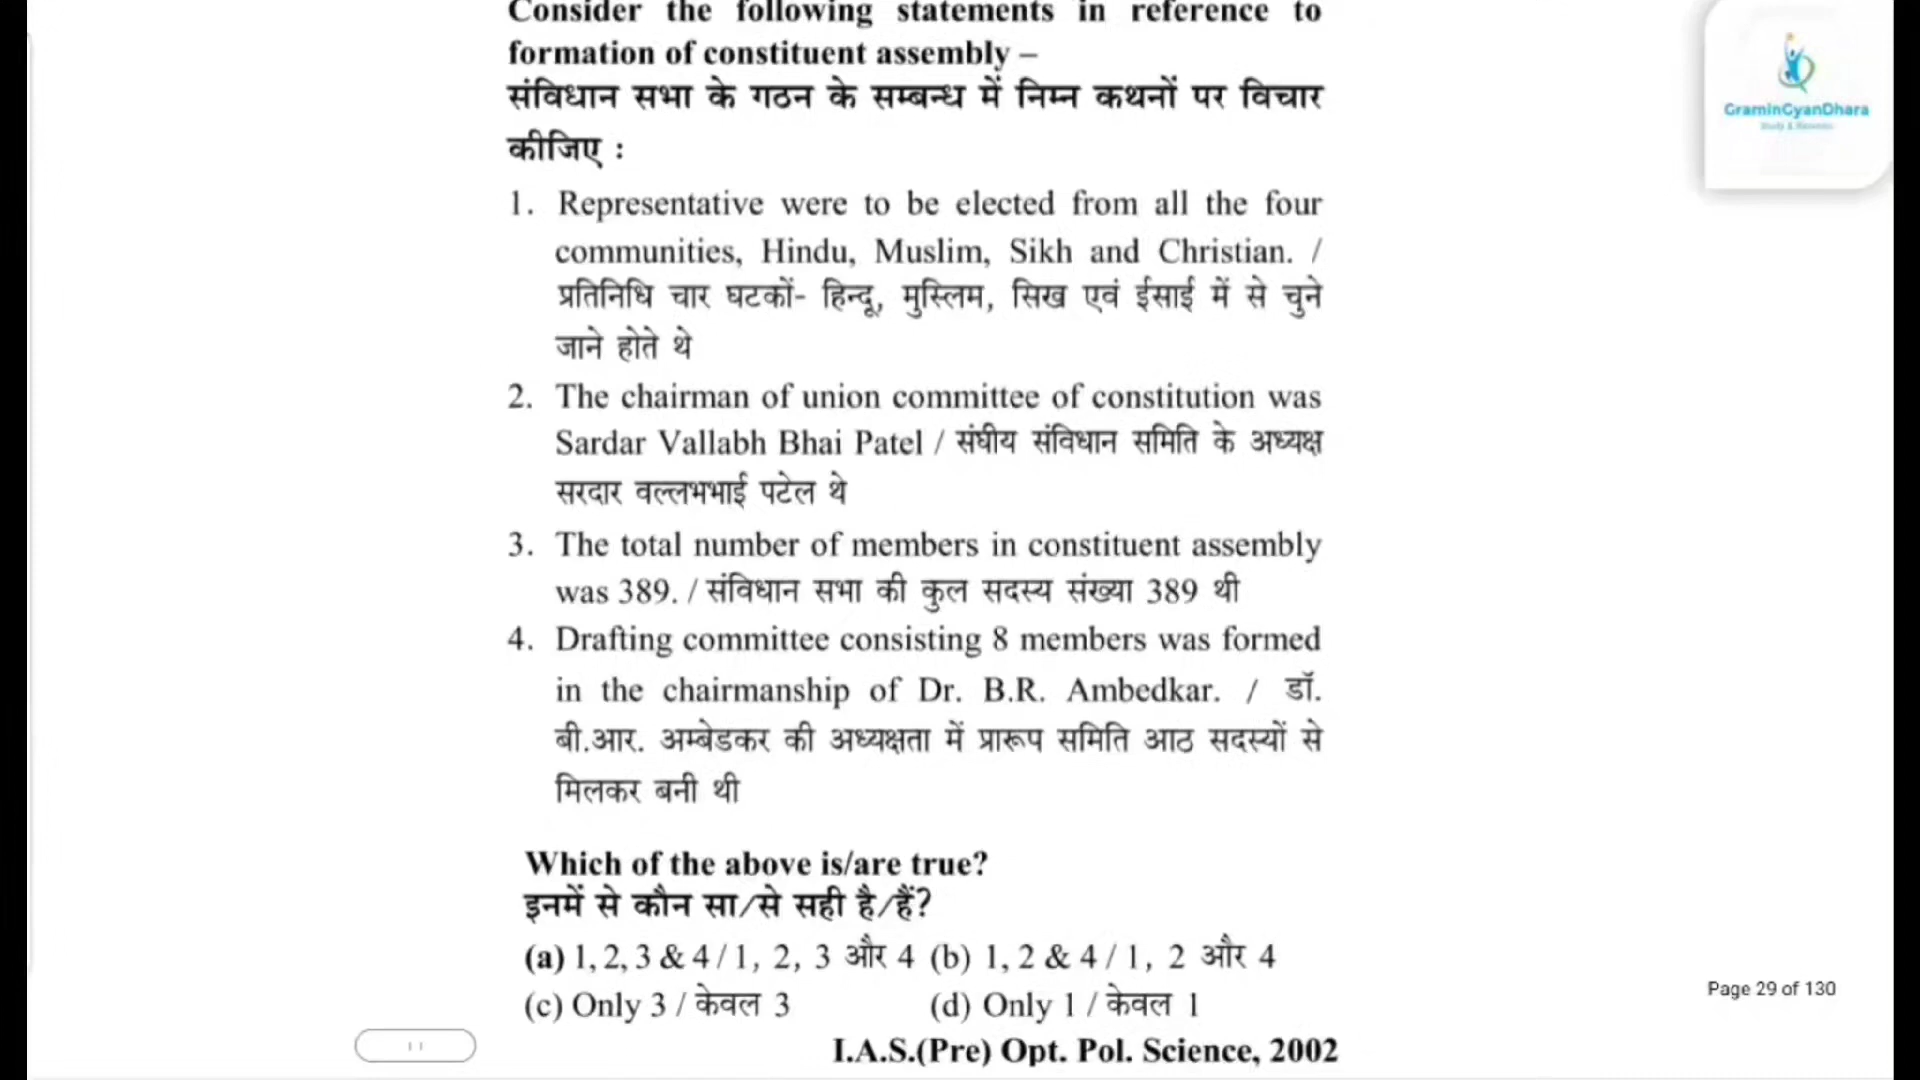 Consider the following statements in reference to
formation of constituent assembly –
संविधान सभा के गठन के सम्बन्ध में निम्न कथनों पर विचार
कीजिए :
1. Representative were to be elected from all the four
communities, Hindu, Muslim, Sikh and Christian. /
प्रतिनिधि चार घटकों- हिन्दू, मुस्लिम, सिख एवं ईसाई में से चुने
जाने होते थे
2. The chairman of union committee of constitution was
Sardar Vallabh Bhai Patel / संघीय संविधान समिति के अध्यक्ष
सरदार वल्लभभाई पटेल थे
3. The total number of members in constituent assembly
was 389. / संविधान सभा की कुल सदस्य संख्या 389 थी
4. Drafting committee consisting 8 members was formed
in the chairmanship of Dr. B.R. Ambedkar. / डॉ.
बी.आर. अम्बेडकर की अध्यक्षता में प्रारूप समिति आठ सदस्यों से
मिलकर बनी थी
Which of the above is/are true?
इनमें से कौन सा/से सही है/हैं?
(a) 1, 2, 3 & 4 / 1, 2, 3 और 4 (b) 1, 2 & 4 / 1, 2 और 4
(c) Only 3 / केवल 3 (d) Only 1 / केवल 1
I.A.S.(Pre) Opt. Pol. Science, 2002
GraminGyanDhara
Page 29 of 130